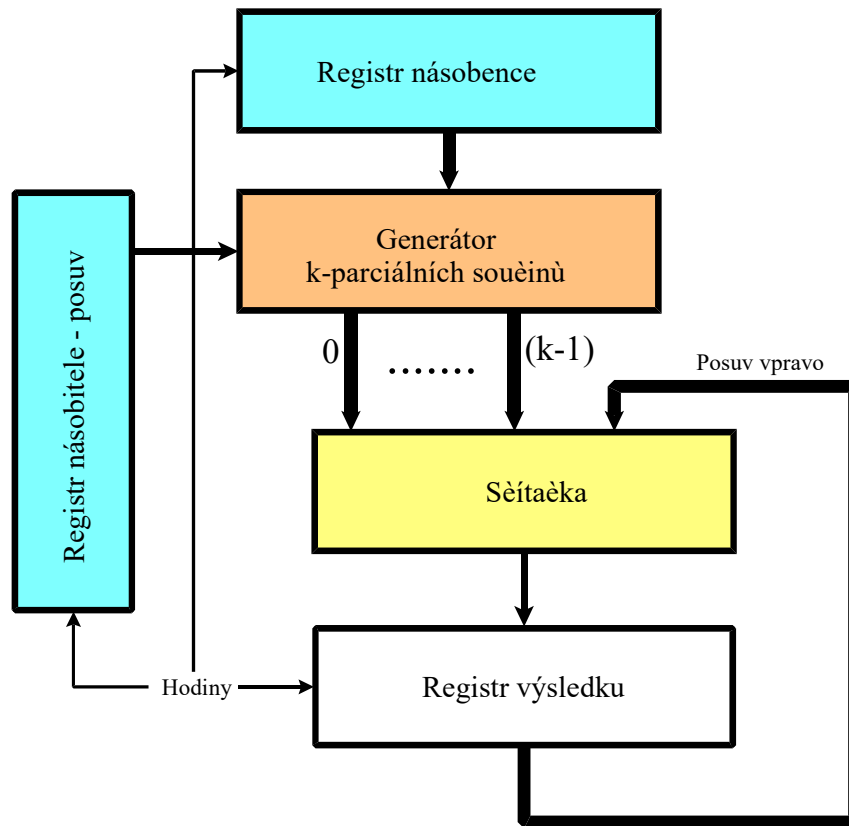 Registr násobence
Generátor
k-parciálních souèinù
Registr násobitele - posuv
0
.......
(k-1)
Posuv vpravo
Sèítaèka
Hodiny
Registr výsledku